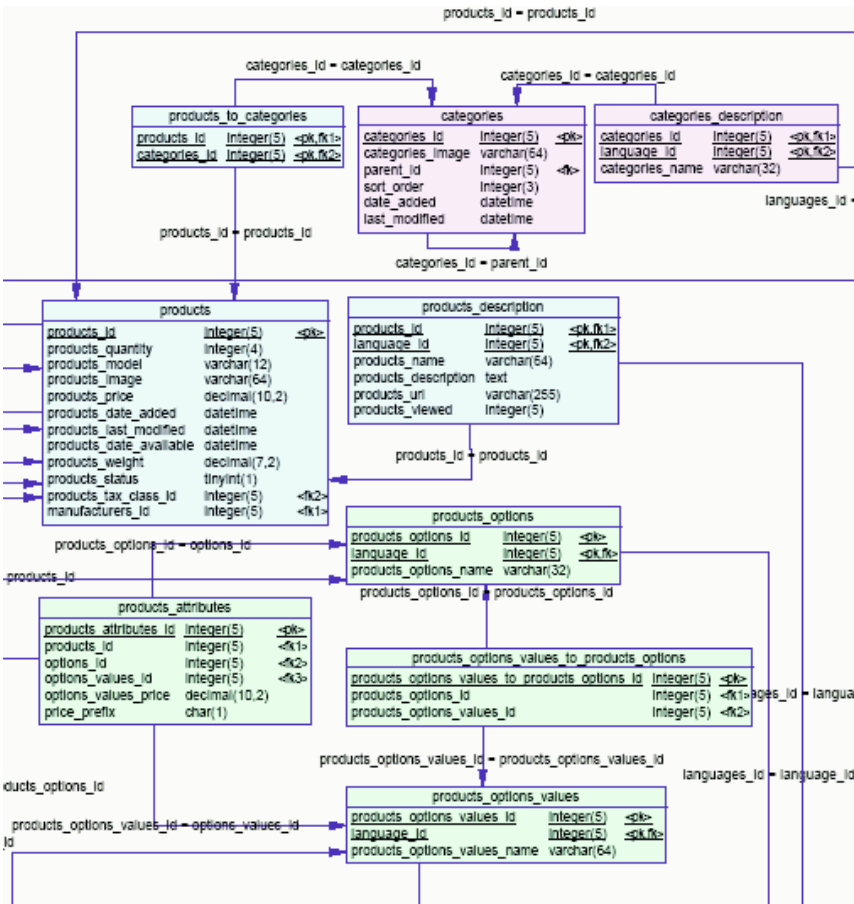 products_id = products_id
categories_id = categories_id
categories_id = categories_id
products_to_categories
products_id Integer(5) <pk,fk1>
categories_id Integer(5) <pk,fk2>
categories
categories_id Integer(5) <pk>
categories_image varchar(64)
parent_id Integer(5) <fk>
sort_order Integer(3)
date_added datetime
last_modified datetime
categories_description
categories_id Integer(5) <pk,fk1>
language_id Integer(5) <pk,fk2>
categories_name varchar(32)
languages_id =
products_id = products_id
categories_id = parent_id
products
products_id Integer(5) <pk>
products_quantity Integer(4)
products_model varchar(12)
products_image varchar(64)
products_price decimal(10,2)
products_date_added datetime
products_last_modified datetime
products_date_available datetime
products_weight decimal(7,2)
products_status tinyint(1)
products_tax_class_id Integer(5) <fk2>
manufacturers_id Integer(5) <fk1>
products_description
products_id Integer(5) <pk,fk1>
language_id Integer(5) <pk,fk2>
products_name varchar(64)
products_description text
products_url varchar(255)
products_viewed Integer(5)
products_id = products_id
products_options_id = options_id
products_options
products_options_id Integer(5) <pk>
language_id Integer(5) <pk,fk>
products_options_name varchar(32)
products_id
products_options_id = products_options_id
products_attributes
products_attributes_id Integer(5) <pk>
products_id Integer(5) <fk1>
options_id Integer(5) <fk2>
options_values_id Integer(5) <fk3>
options_values_price decimal(10,2)
price_prefix char(1)
products_options_values_to_products_options
products_options_values_to_products_options_id Integer(5) <pk>
products_options_id Integer(5) <fk1>
products_options_values_id Integer(5) <fk2>
ages_id = langua
products_options_values_id = products_options_values_id
languages_id = language_id
ducts_options_id
products_options_values
products_options_values_id Integer(5) <pk>
language_id Integer(5) <pk,fk>
products_options_values_name varchar(64)
products_options_values_id = options_values_id
id